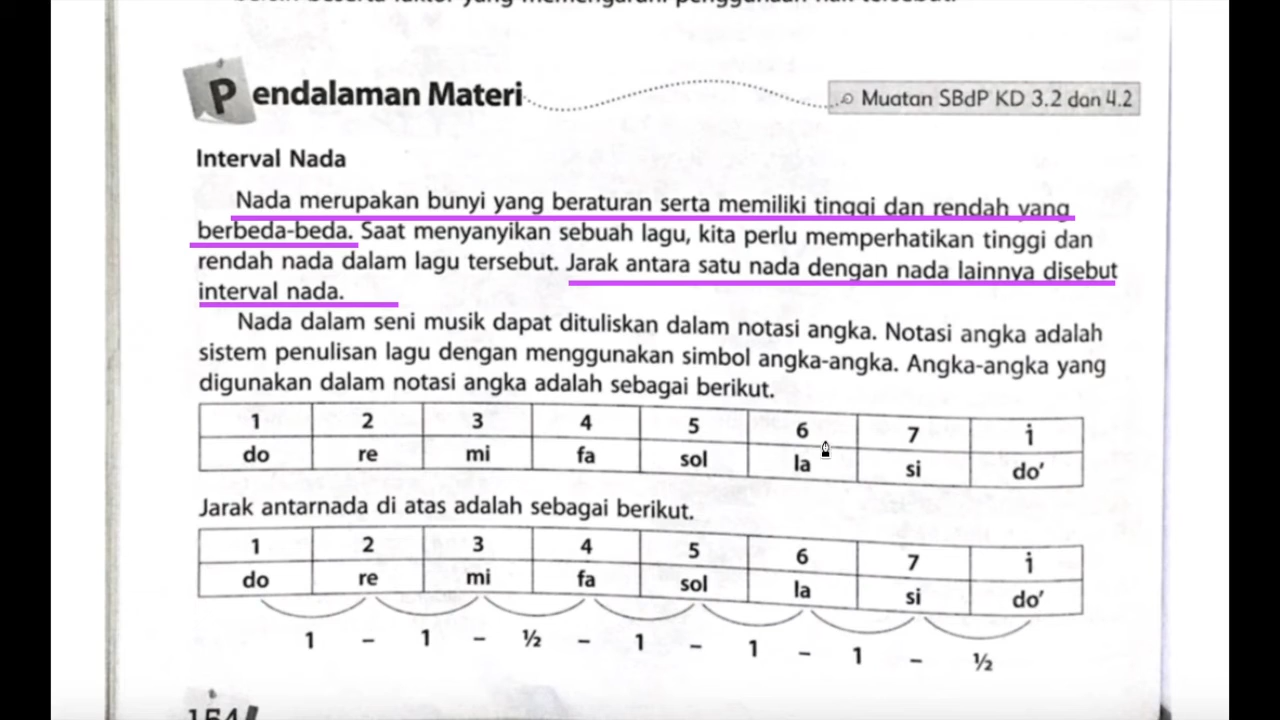 Pendalaman Materi
Muatan SBdP KD 3.2 dan 4.2
Interval Nada
Nada merupakan bunyi yang beraturan serta memiliki tinggi dan rendah yang
berbeda-beda. Saat menyanyikan sebuah lagu, kita perlu memperhatikan tinggi dan
rendah nada dalam lagu tersebut. Jarak antara satu nada dengan nada lainnya disebut
interval nada.
Nada dalam seni musik dapat dituliskan dalam notasi angka. Notasi angka adalah
sistem penulisan lagu dengan menggunakan simbol angka-angka. Angka-angka yang
digunakan dalam notasi angka adalah sebagai berikut.
1 2 3 4 5 6 7 i
do re mi fa sol la si do’
Jarak antarnada di atas adalah sebagai berikut.
1 2 3 4 5 6 7 i
do re mi fa sol la si do’
1 – 1 – ½ – 1 – 1 – 1 – ½